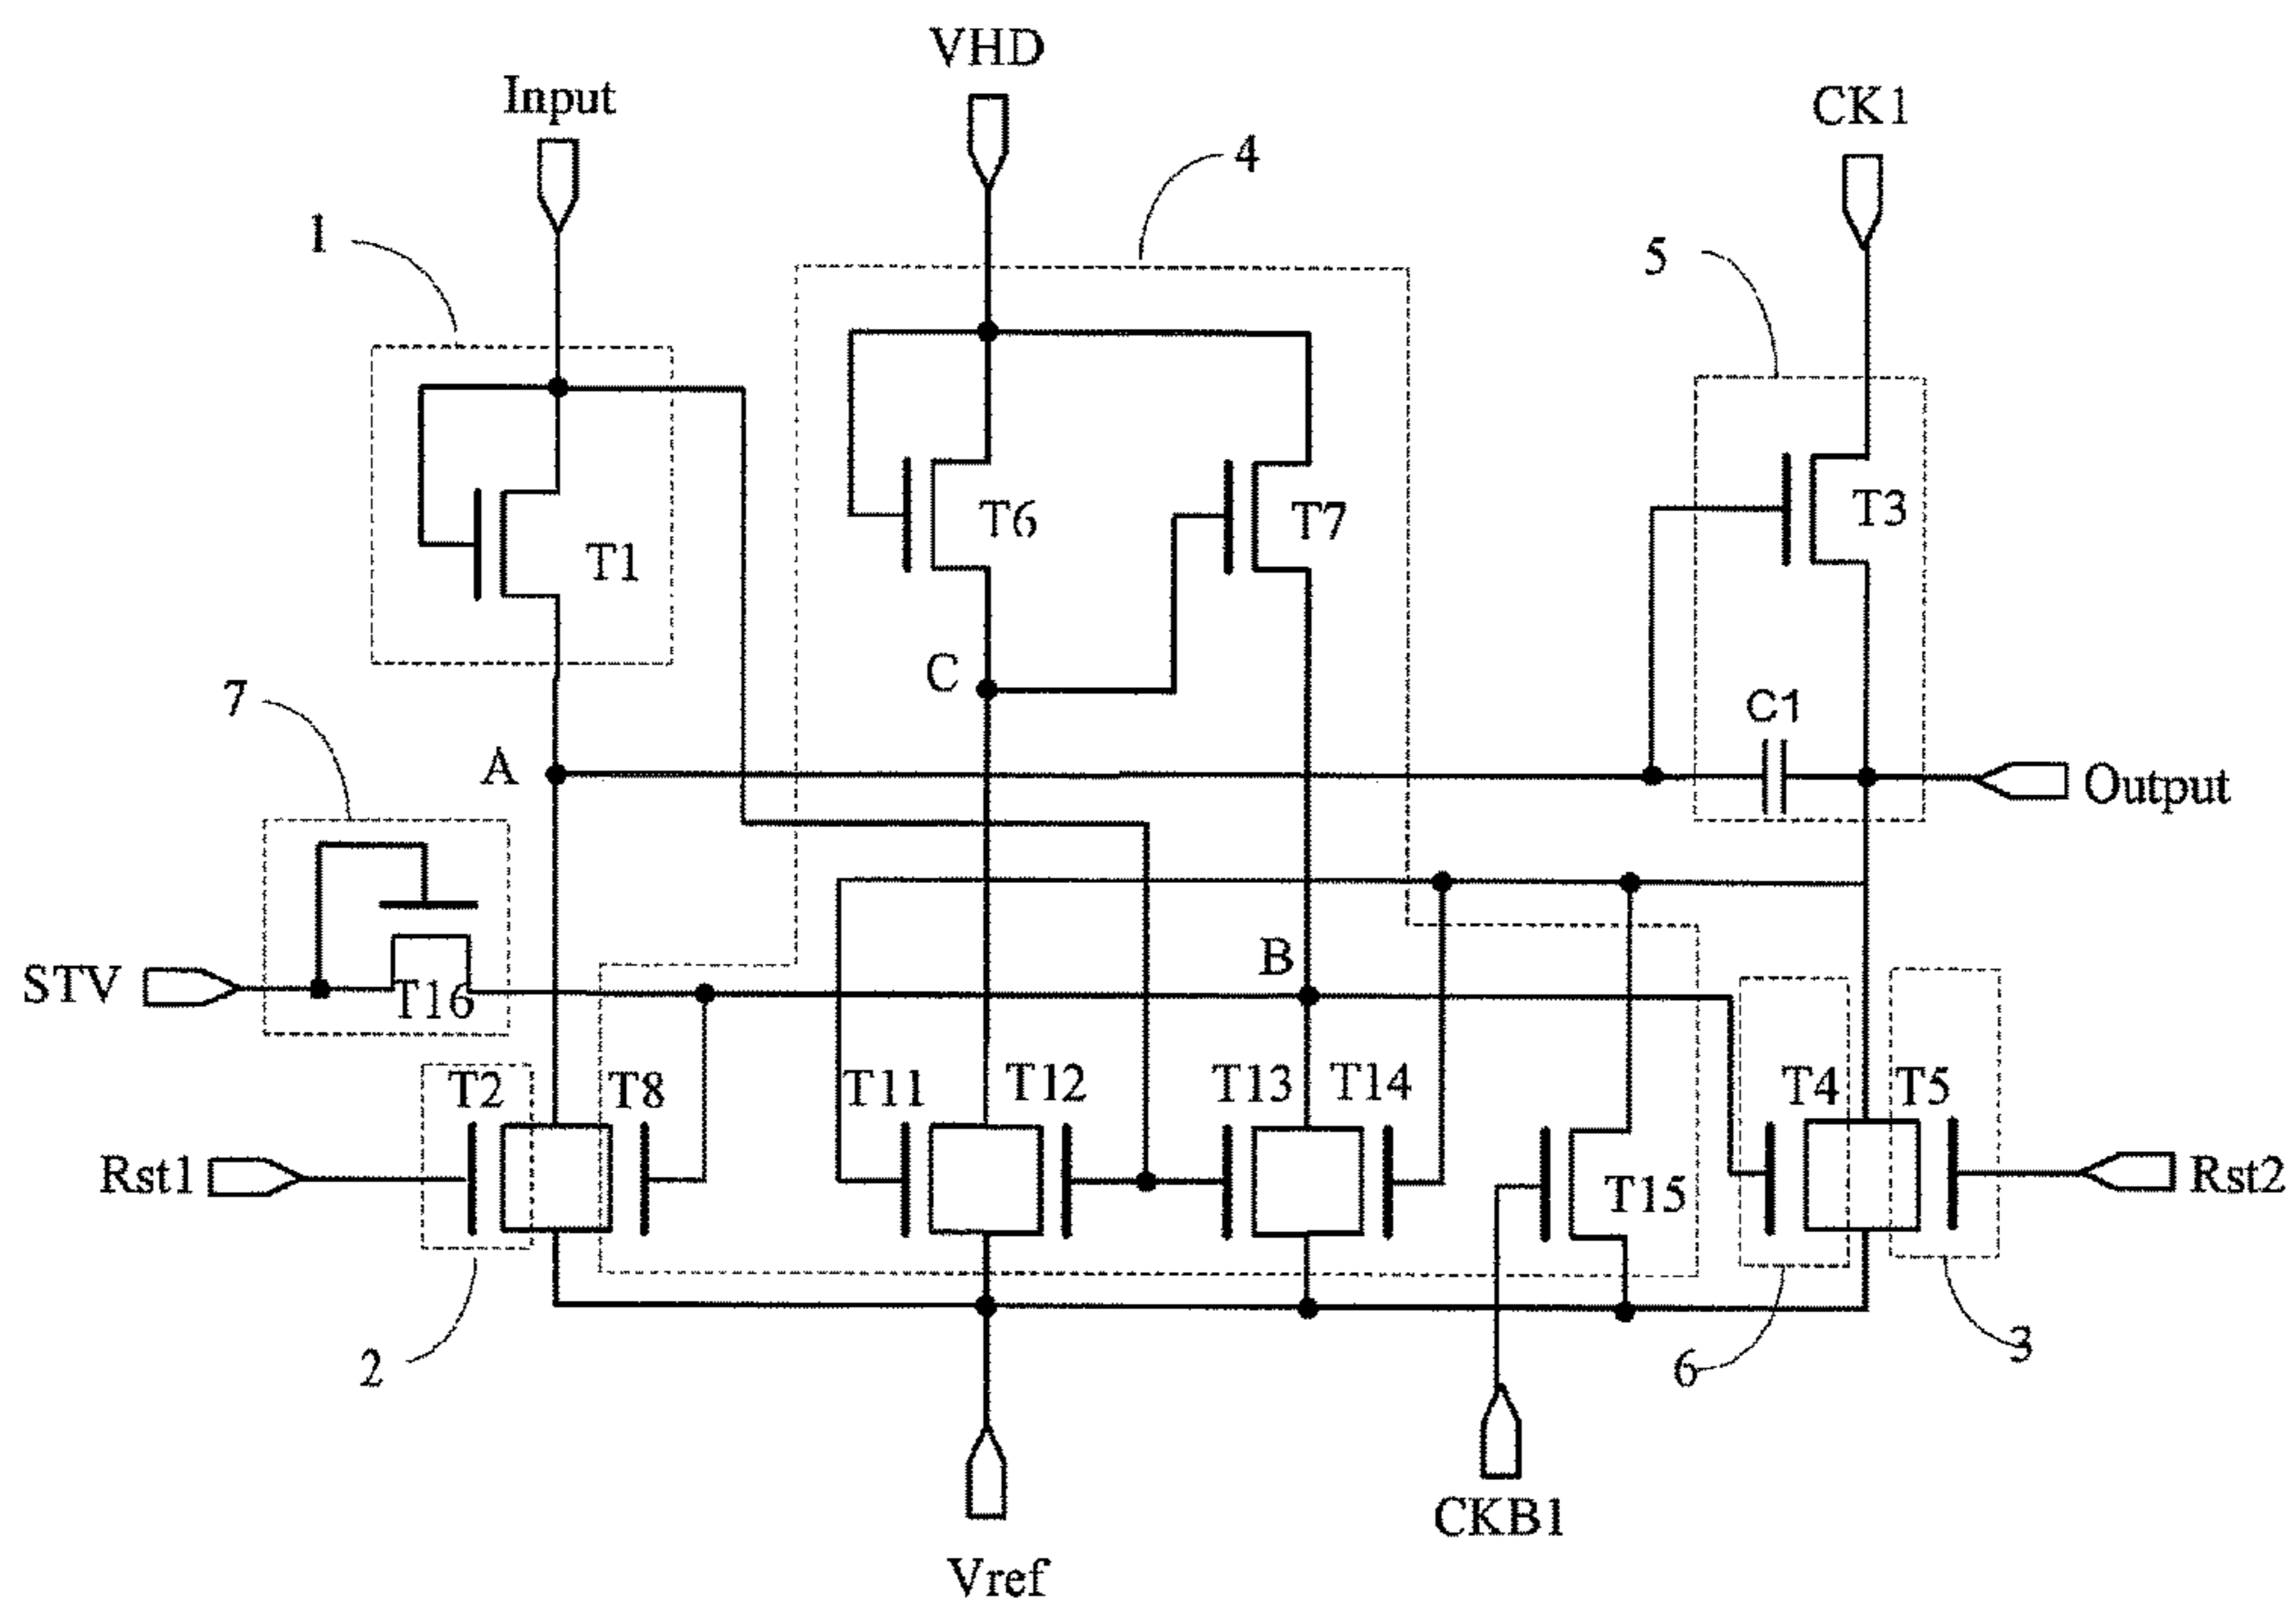 VHD
Input
CK1
4
1
5
T6
T7
T3
T1
C
7
C1
A
Output
B
STV
T16
T2
T8
T11
T12
T13
T14
T4
T5
Rst1
T15
Rst2
2
6
3
CKB1
Vref